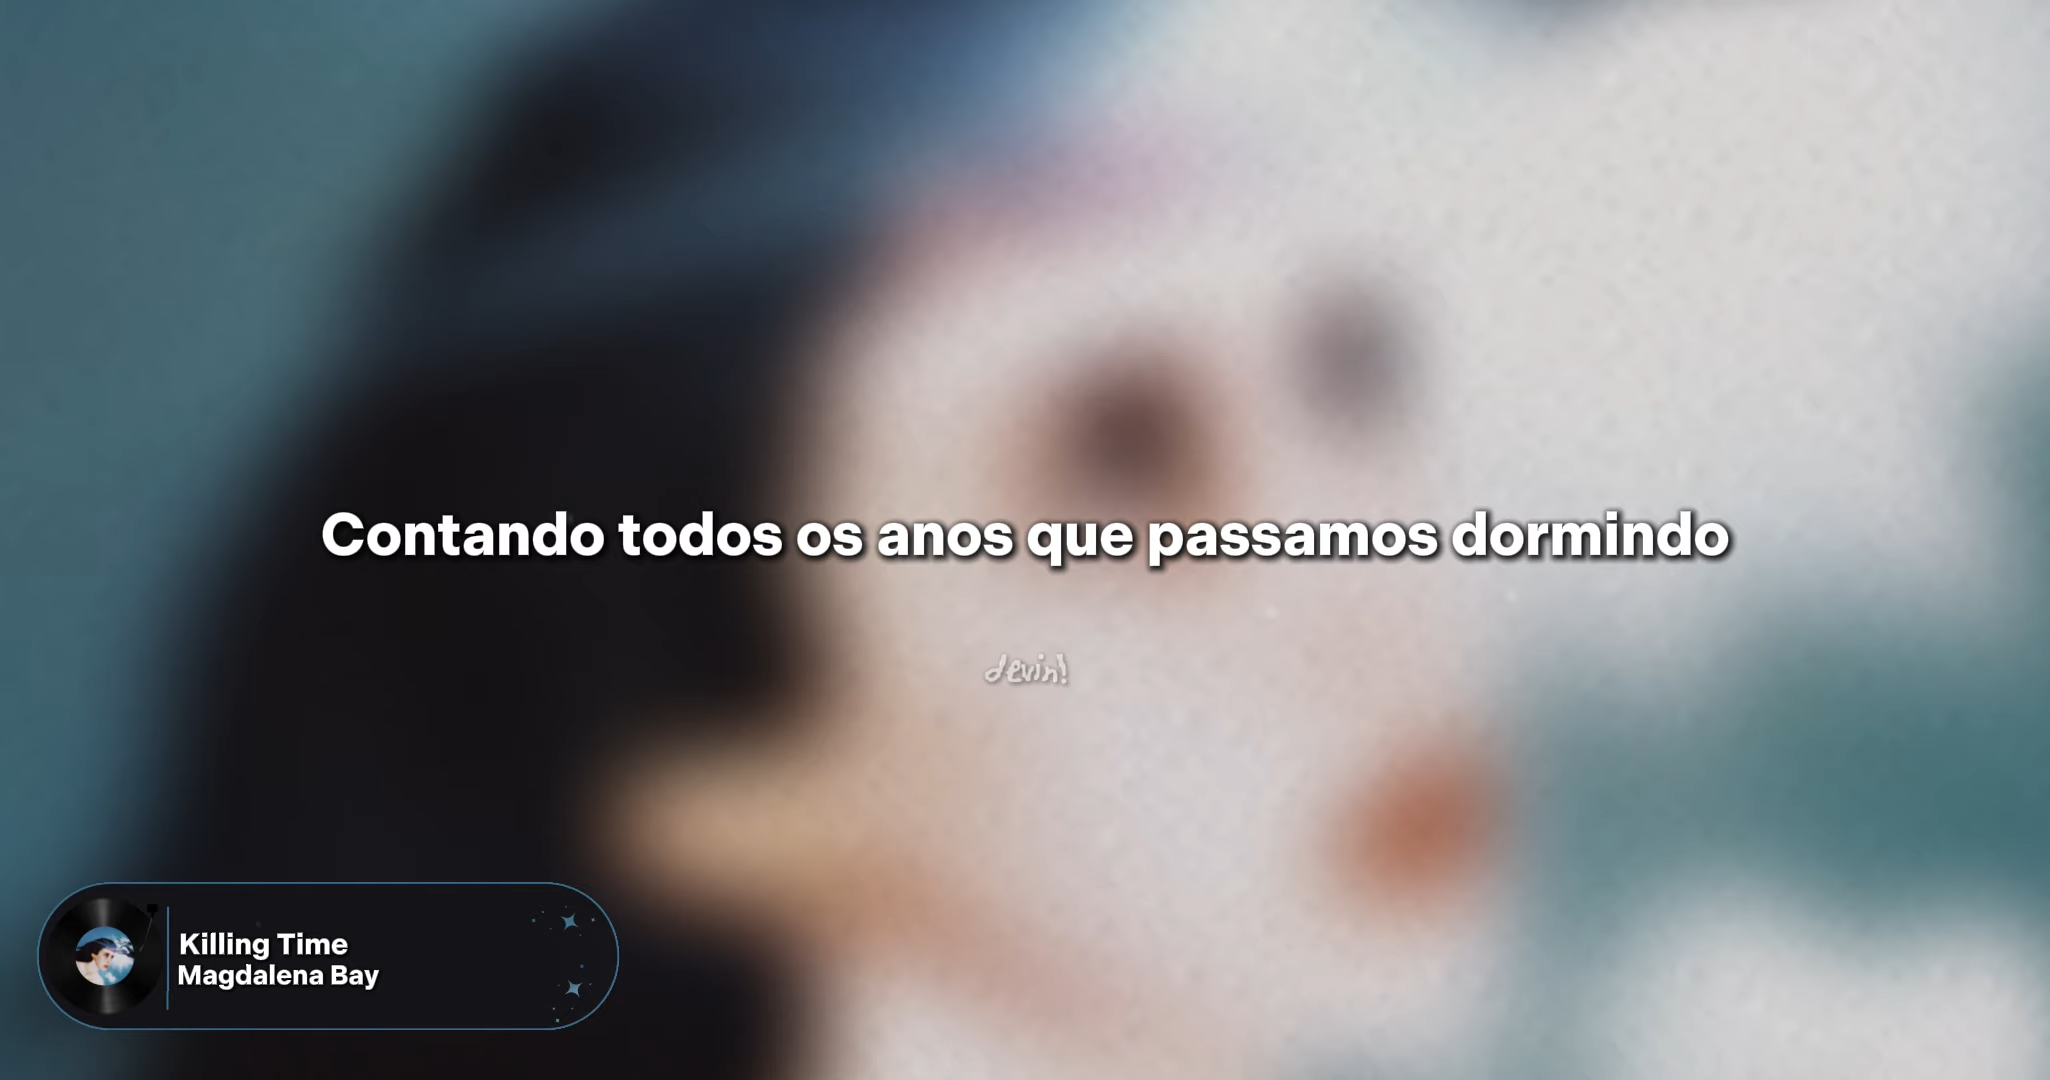 Contando todos os anos que passamos dormindo
devin!
Killing Time
Magdalena Bay